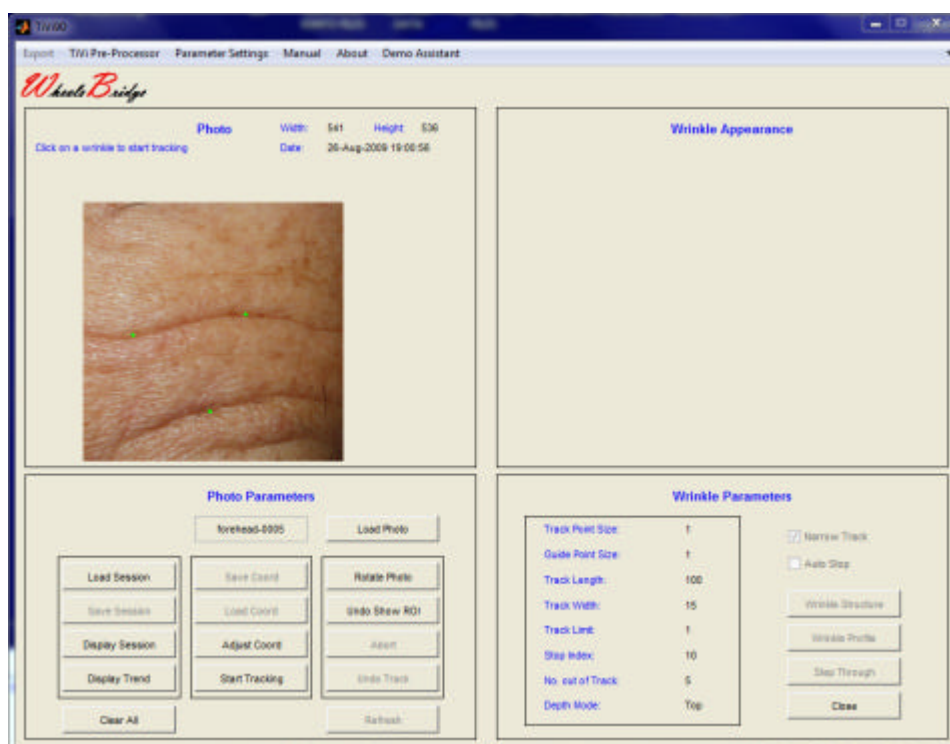 TiVi90
Export TiVi Pre-Processor Parameter Settings Manual About Demo Assistant
Wheels Bridge
Photo Width: 541 Height: 536
Click on a wrinkle to start tracking Date: 26-Aug-2009 19:00:56
Wrinkle Appearance
Photo Parameters
forehead-0005 Load Photo
Load Session Save Coord Rotate Photo
Save Session Load Coord Undo Show ROI
Display Session Adjust Coord Abort
Display Trend Start Tracking Undo Track
Clear All Refresh
Wrinkle Parameters
Track Point Size: 1
Guide Point Size: 1
Track Length: 100
Track Width: 15
Track Limit: 1
Stop Index: 10
No. out of Track: 5
Depth Mode: Top
Narrow Track
Auto Stop
Wrinkle Structure
Wrinkle Profile
Step Through
Close